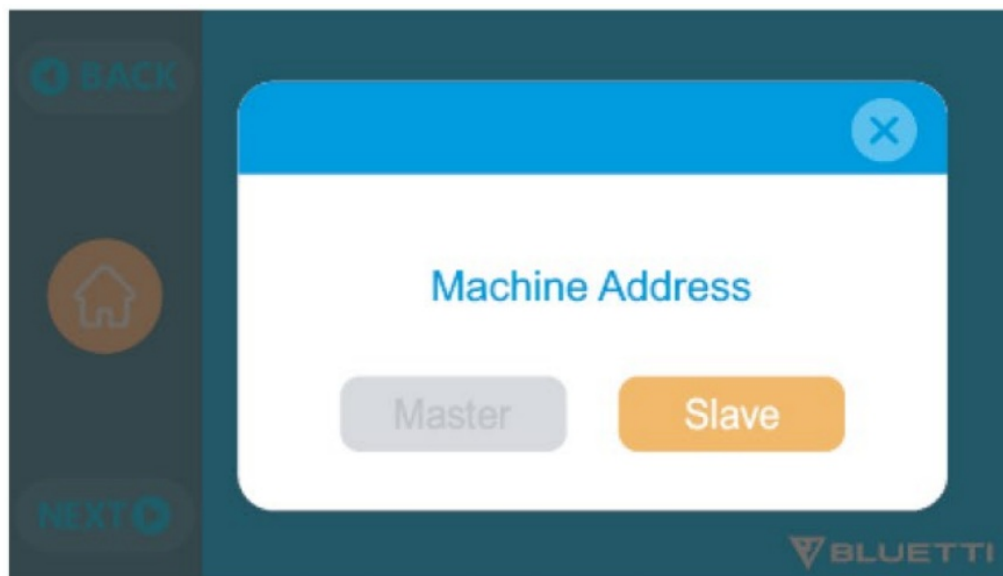 BACK
Machine Address
Master
Slave
NEXT
BLUETTI